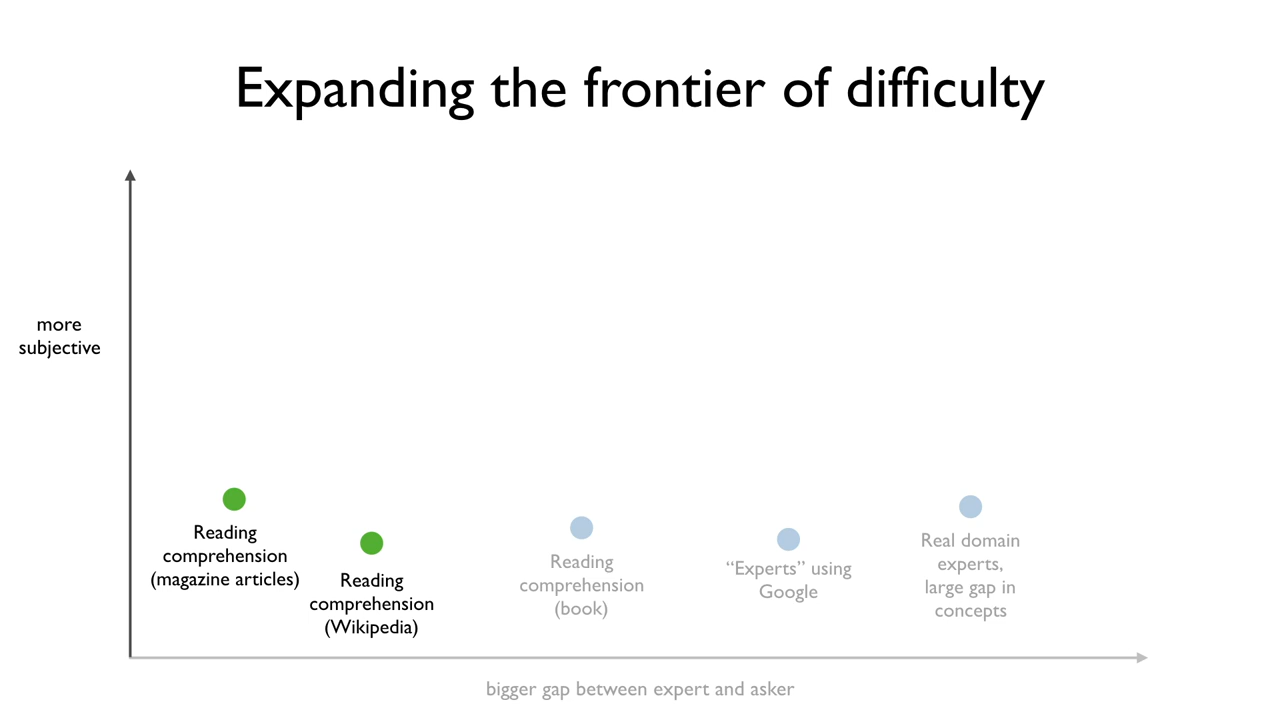 Expanding the frontier of difficulty
more
subjective
Reading
comprehension
(magazine articles)
Reading
comprehension
(Wikipedia)
Reading
comprehension
(book)
“Experts” using
Google
Real domain
experts,
large gap in
concepts
bigger gap between expert and asker